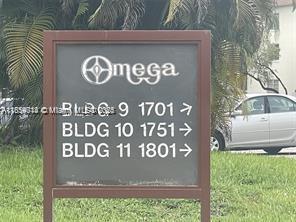 Omega
BLDG 9 1701↗
BLDG 10 1751→
BLDG 11 1801→